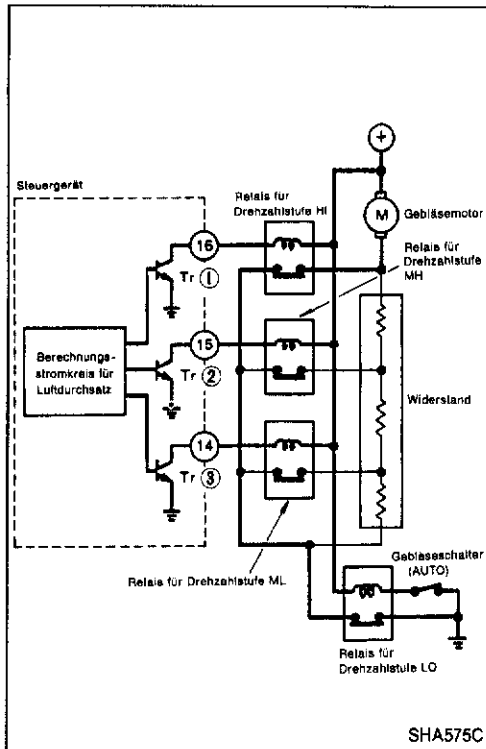 +
Steuergerät
Relais für
Drehzahlstufe HI
M
Gebläsemotor
16
Relais für
Drehzahlstufe
MH
Tr 1
Berechnungs-
stromkreis für
Luftdurchsatz
15
Tr 2
Widerstand
14
Tr 3
Relais für Drehzahlstufe ML
Gebläseschalter
(AUTO)
Relais für
Drehzahlstufe LO
SHA575C